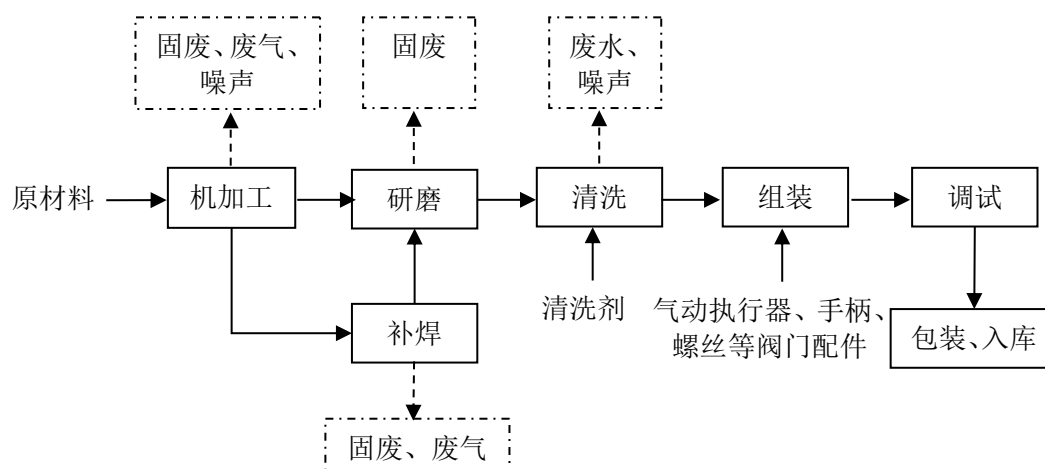 固废、废气、
噪声
固废
废水、
噪声
原材料
机加工
研磨
清洗
组装
调试
补焊
清洗剂
气动执行器、手柄、
螺丝等阀门配件
包装、入库
固废、废气